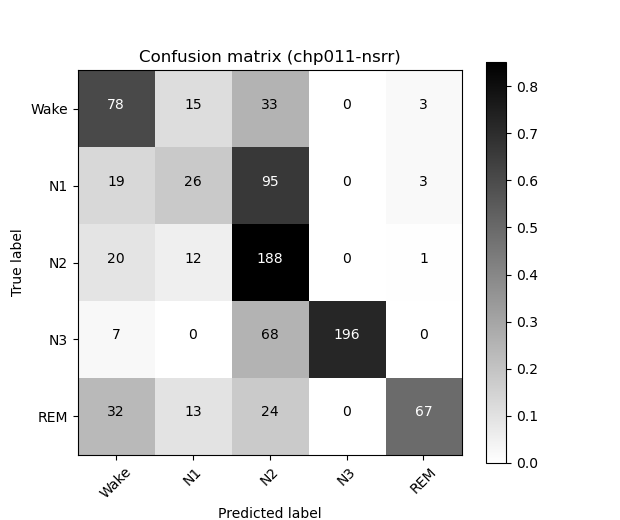 Confusion matrix (chp011-nsrr)
Wake 78 15 33 0 3
N1 19 26 95 0 3
N2 20 12 188 0 1
N3 7 0 68 196 0
REM 32 13 24 0 67
Wake N1 N2 N3 REM
True label
Predicted label
0.8
0.7
0.6
0.5
0.4
0.3
0.2
0.1
0.0